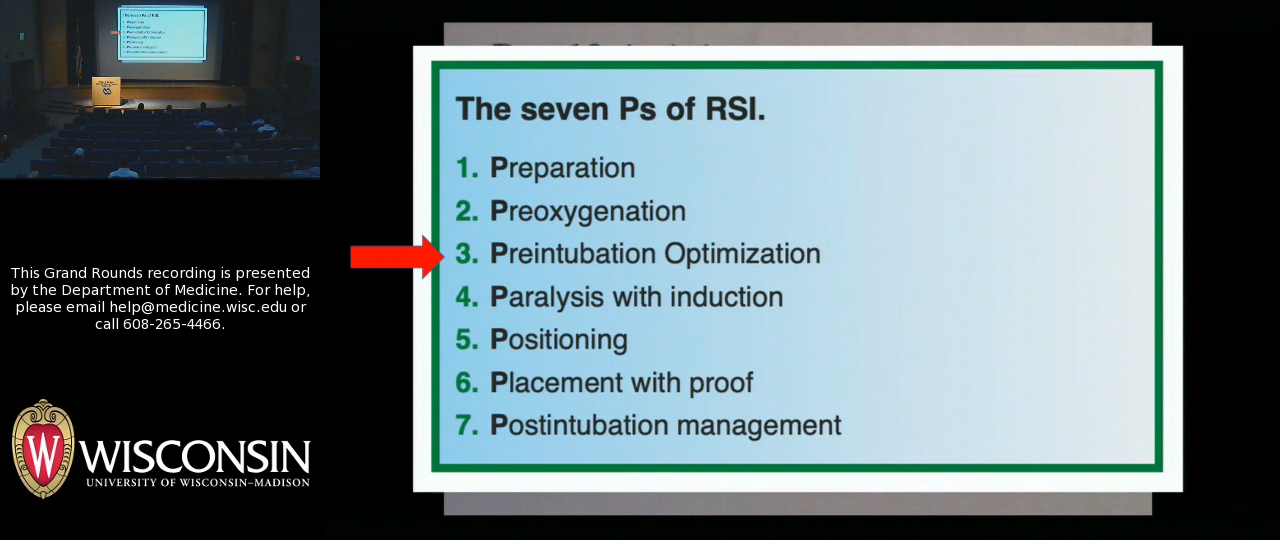 The seven Ps of RSI.
1. Preparation
2. Preoxygenation
3. Preintubation Optimization
4. Paralysis with induction
5. Positioning
6. Placement with proof
7. Postintubation management
This Grand Rounds recording is presented
by the Department of Medicine. For help,
please email help@medicine.wisc.edu or
call 608-265-4466.
W
WISCONSIN
UNIVERSITY OF WISCONSIN–MADISON